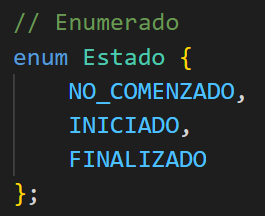 // Enumerado
enum Estado {
    NO_COMENZADO,
    INICIADO,
    FINALIZADO
};